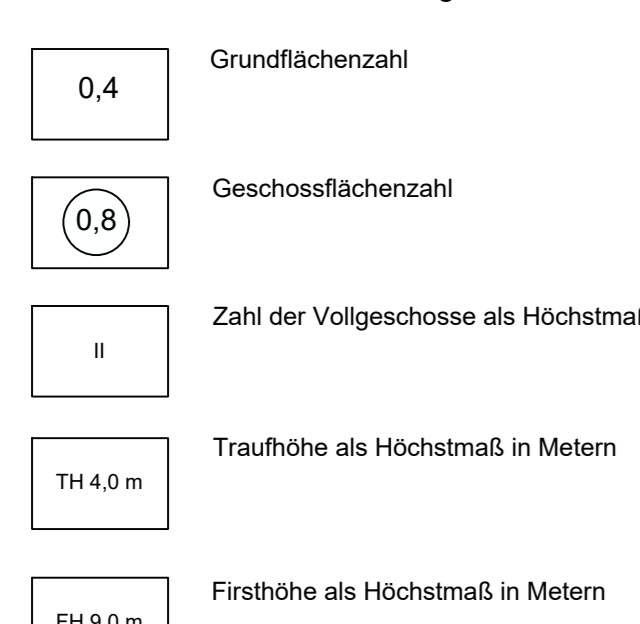 0,4
Grundflächenzahl
0,8
Geschossflächenzahl
II
Zahl der Vollgeschosse als
TH 4,0 m
Traufhöhe als Höchstmaß in Metern
FH 9,0 m
Firsthöhe als Höchstmaß in Metern